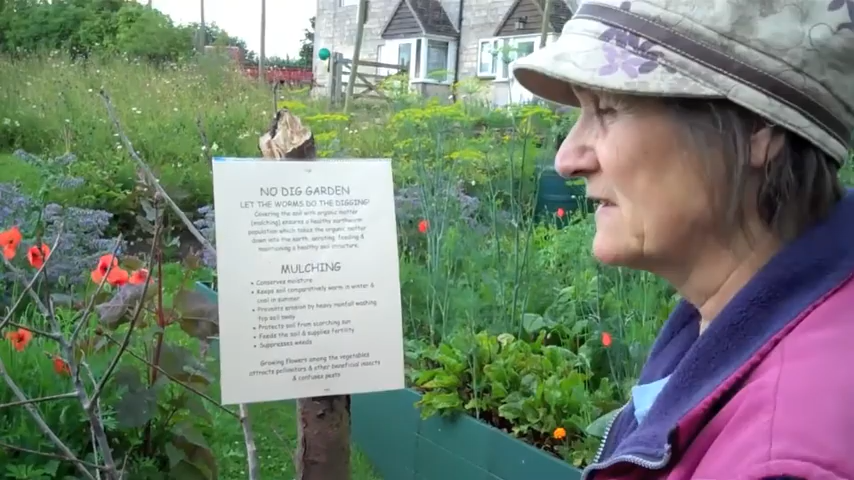 NO DIG GARDEN
LET THE WORMS DO THE DIGGING!
Covering the soil with organic matter
(mulching) ensures a healthy earthworm
population which takes the organic matter
down into the earth, aerating, feeding &
maintaining a healthy soil structure.
MULCHING
• Conserves moisture
• Keeps soil comparatively warm in winter &
cool in summer
• Prevents erosion by heavy rainfall washing
top soil away
• Protects soil from scorching sun
• Feeds the soil & supplies fertility
• Suppresses weeds
Growing flowers among the vegetables
attracts pollinators & other beneficial insects
& confuses pests